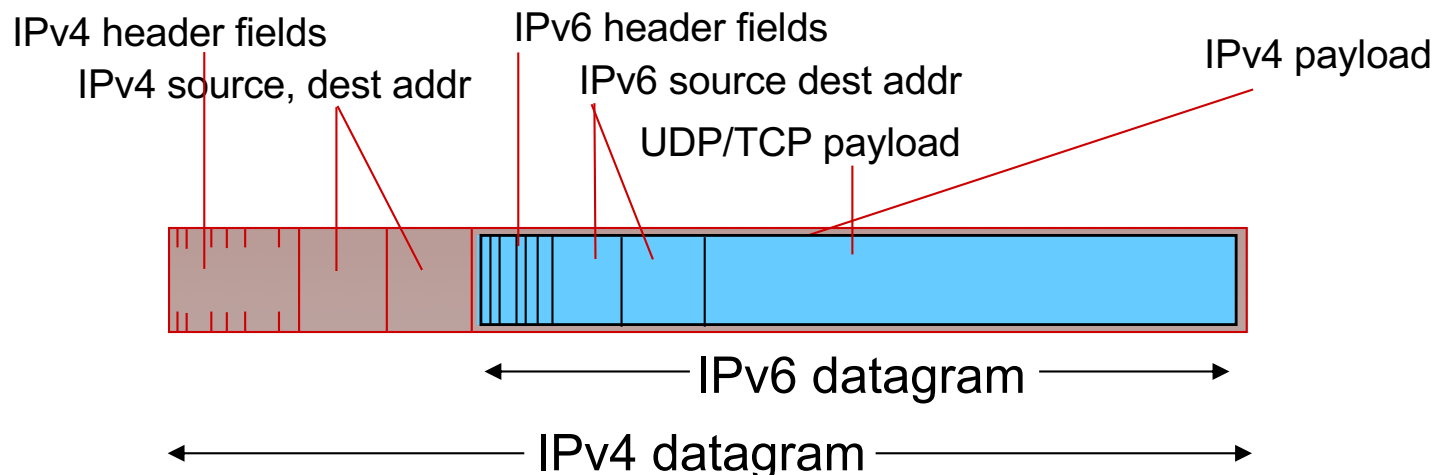 IPv4 header fields
IPv6 header fields
IPv4 payload
IPv4 source, dest addr
IPv6 source dest addr
UDP/TCP payload
IPv6 datagram
IPv4 datagram